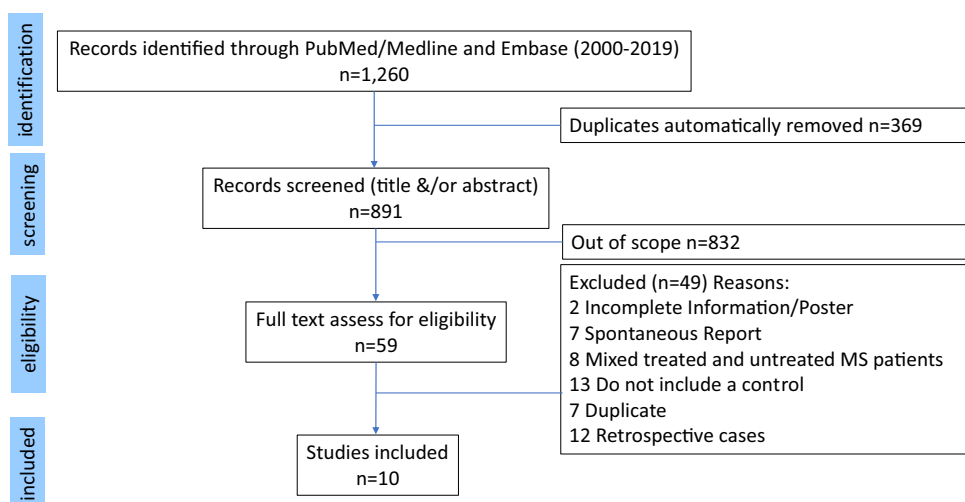 identification
Records identified through PubMed/Medline and Embase (2000-2019)
n=1,260
Duplicates automatically removed n=369
screening
Records screened (title &/or abstract)
n=891
Out of scope n=832
eligibility
Full text assess for eligibility
n=59
Excluded (n=49) Reasons:
2 Incomplete Information/Poster
7 Spontaneous Report
8 Mixed treated and untreated MS patients
13 Do not include a control
7 Duplicate
12 Retrospective cases
included
Studies included
n=10